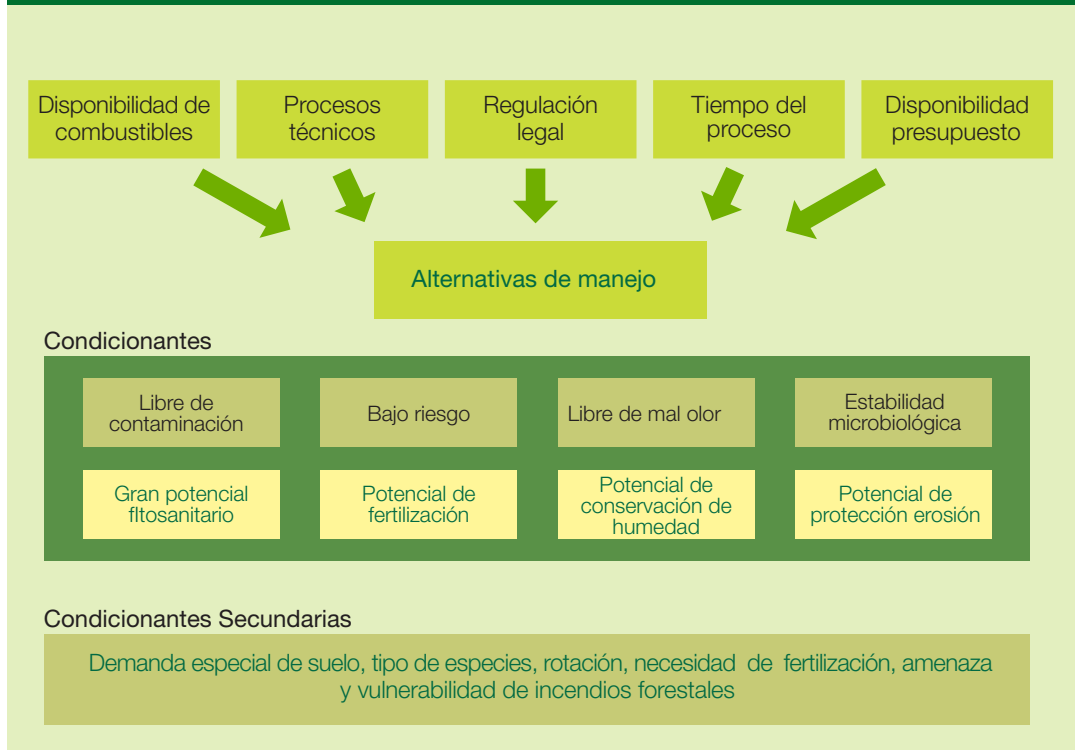 Disponibilidad de
combustibles
Procesos
técnicos
Regulación
legal
Tiempo del
proceso
Disponibilidad
presupuesto
Alternativas de manejo
Condicionantes
Libre de
contaminación
Bajo riesgo
Libre de mal olor
Estabilidad
microbiológica
Gran potencial
fltosanitario
Potencial de
fertilización
Potencial de
conservación de
humedad
Potencial de
protección erosión
Condicionantes Secundarias
Demanda especial de suelo, tipo de especies, rotación, necesidad de fertilización, amenaza
y vulnerabilidad de incendios forestales